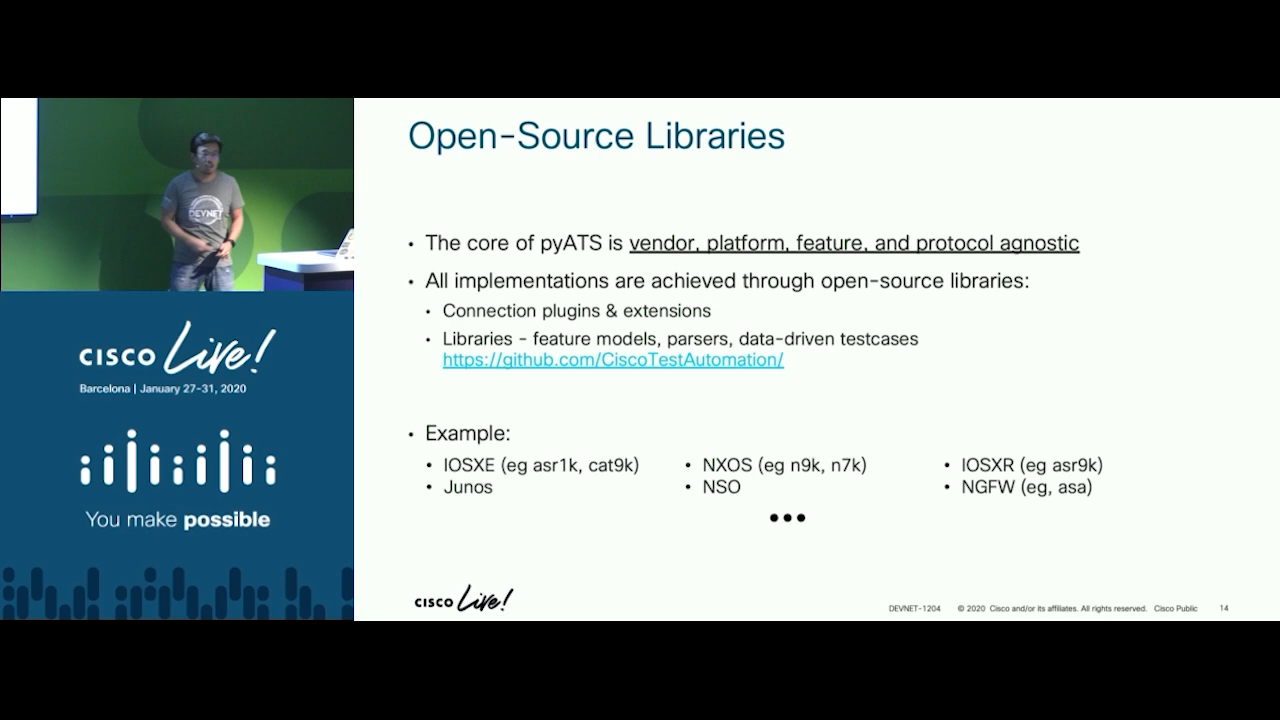 Open-Source Libraries
DEVNET
• The core of pyATS is vendor, platform, feature, and protocol agnostic
• All implementations are achieved through open-source libraries:
• Connection plugins & extensions
• Libraries - feature models, parsers, data-driven testcases
https://github.com/CiscoTestAutomation/
• Example:
• IOSXE (eg asr1k, cat9k)
• Junos
• NXOS (eg n9k, n7k)
• NSO
• IOSXR (eg asr9k)
• NGFW (eg, asa)
•••
CISCO Live!
Barcelona | January 27-31, 2020
You make possible
CISCO Live!
DEVNET-1204 © 2020 Cisco and/or its affiliates. All rights reserved. Cisco Public 14